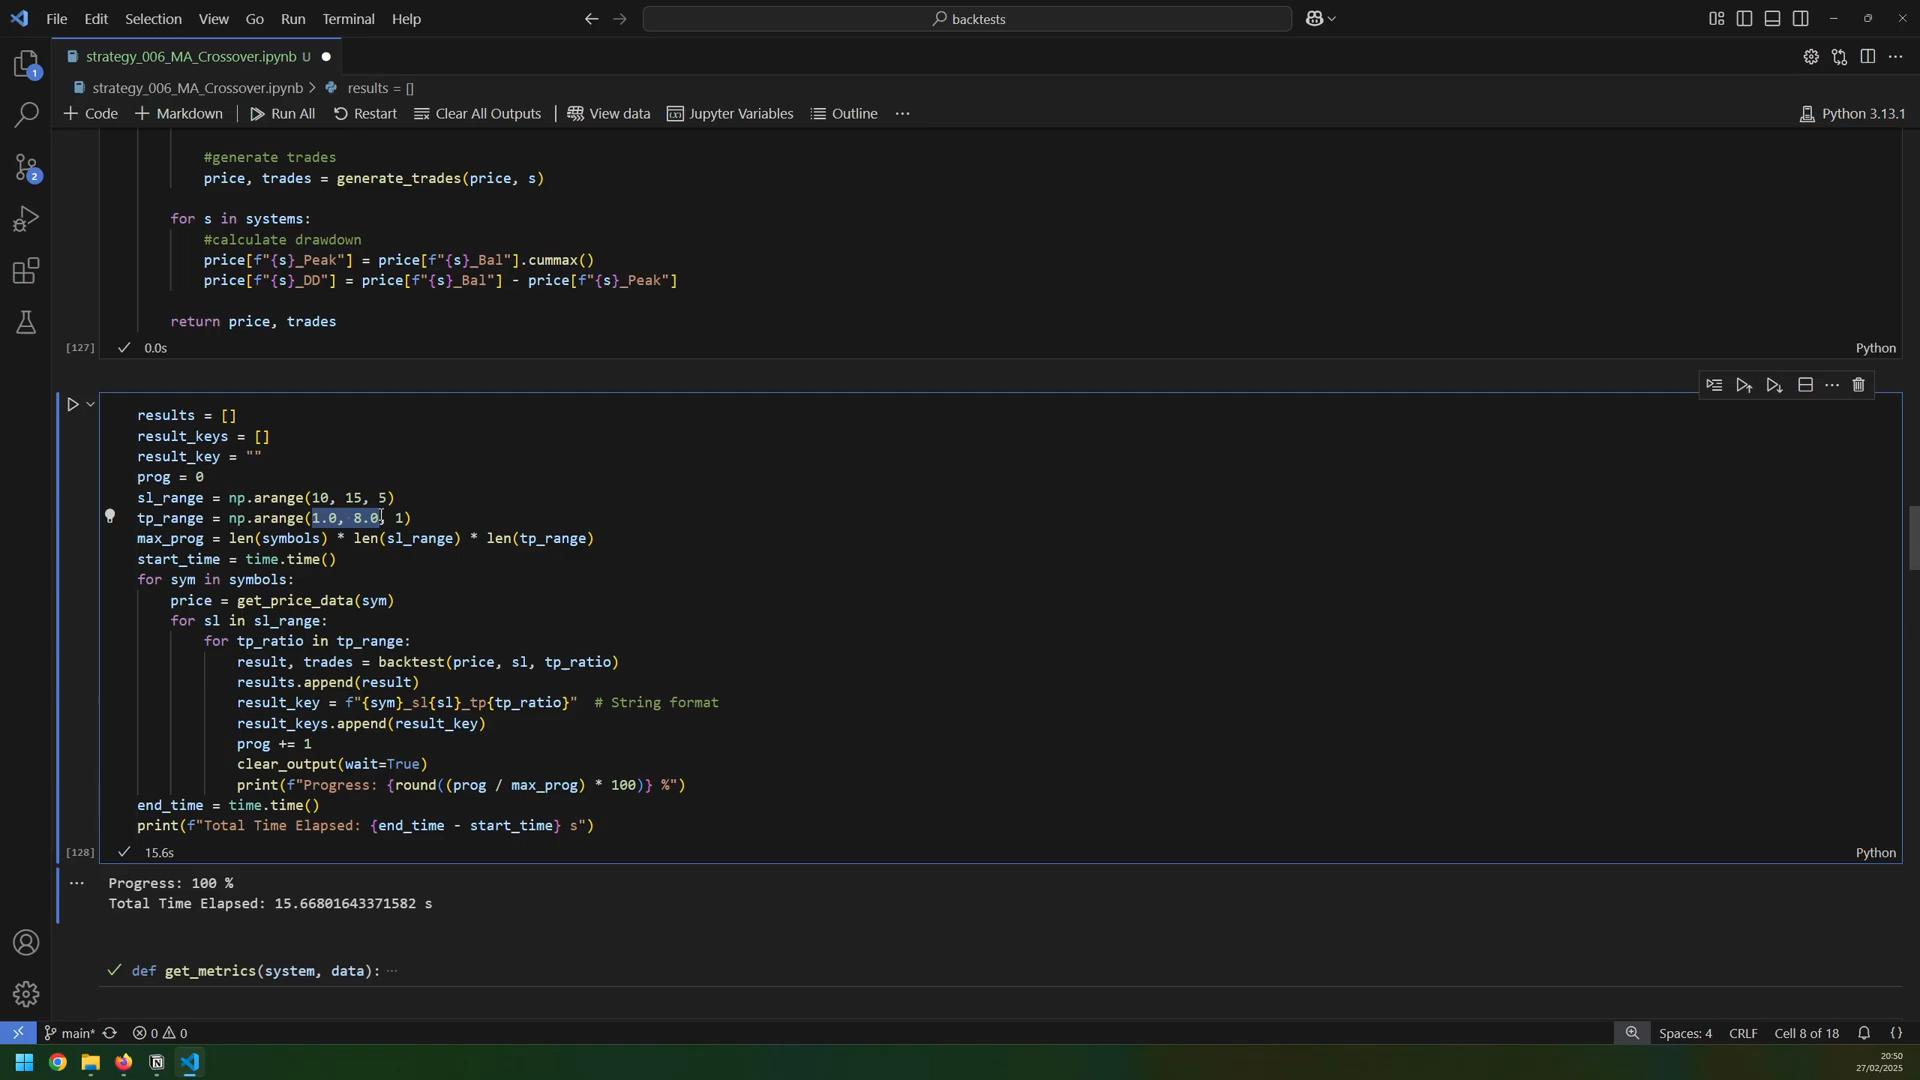 File Edit Selection View Go Run Terminal Help backtests
strategy_006_MA_Crossover.ipynb U
strategy_006_MA_Crossover.ipynb > results = []
+ Code + Markdown Run All Restart Clear All Outputs View data Jupyter Variables Outline ... Python 3.13.1
#generate trades
price, trades = generate_trades(price, s)
for s in systems:
#calculate drawdown
price[f"{s}_Peak"] = price[f"{s}_Bal"].cummax()
price[f"{s}_DD"] = price[f"{s}_Bal"] - price[f"{s}_Peak"]
return price, trades
[127] 0.0s Python
results = []
result_keys = []
result_key = ""
prog = 0
sl_range = np.arange(10, 15, 5)
tp_range = np.arange(1.0, 8.0, 1)
max_prog = len(symbols) * len(sl_range) * len(tp_range)
start_time = time.time()
for sym in symbols:
price = get_price_data(sym)
for sl in sl_range:
for tp_ratio in tp_range:
result, trades = backtest(price, sl, tp_ratio)
results.append(result)
result_key = f"{sym}_sl{sl}_tp{tp_ratio}"  # String format
result_keys.append(result_key)
prog += 1
clear_output(wait=True)
print(f"Progress: {round((prog / max_prog) * 100)} %")
end_time = time.time()
print(f"Total Time Elapsed: {end_time - start_time} s")
[128] 15.6s Python
Progress: 100 %
Total Time Elapsed: 15.66801643371582 s
def get_metrics(system, data): ...
main* 0 0 Spaces: 4 CRLF Cell 8 of 18 {}
20:50
27/02/2025
1
2